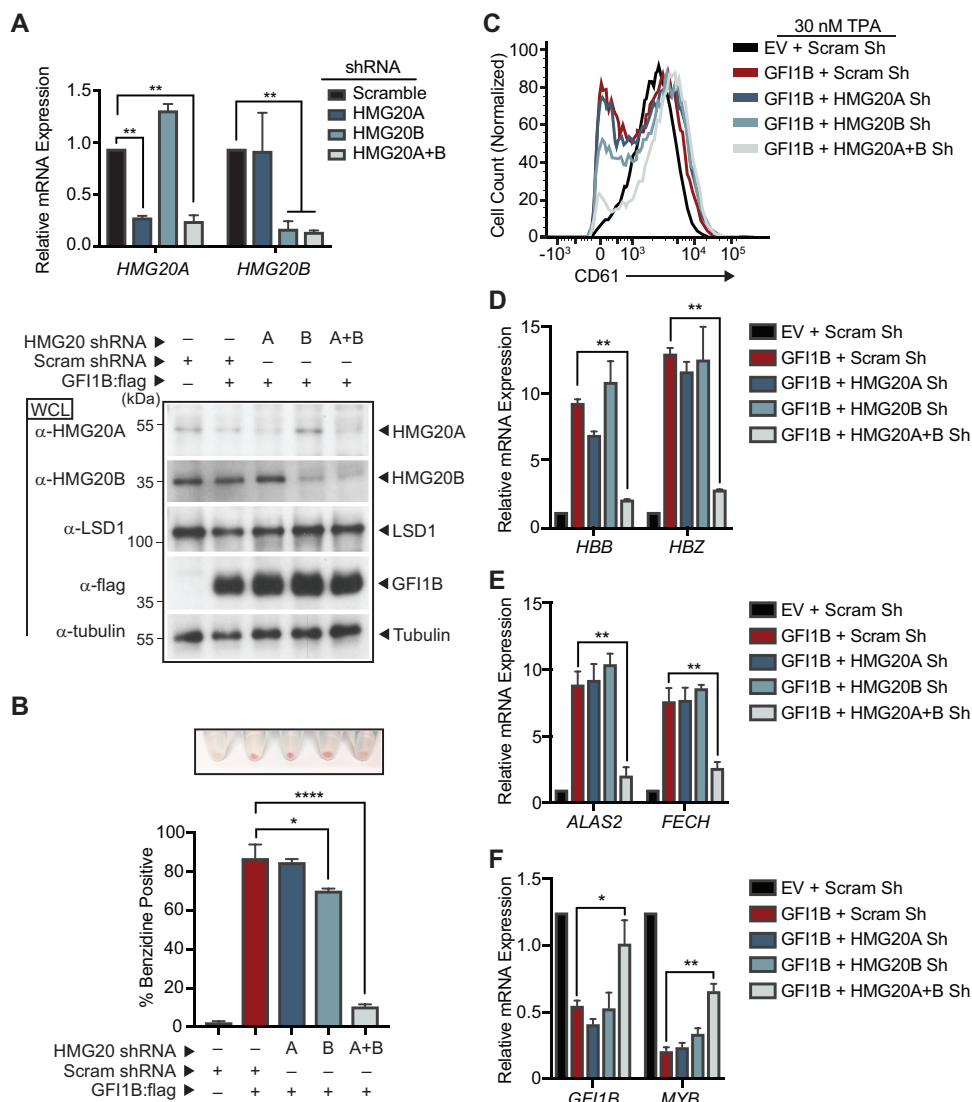 A
shRNA
Scramble
HMG20A
HMG20B
HMG20A+B
Relative mRNA Expression
1.5
1.0
0.5
0.0
**
**
**
HMG20A
HMG20B
HMG20 shRNA ► – – A B A+B
Scram shRNA ► + + – – –
GFI1B:flag ► – + + + +
(kDa)
WCL
α-HMG20A
55
◄ HMG20A
α-HMG20B
35
◄ HMG20B
α-LSD1
100
◄ LSD1
α-flag
35
◄ GFI1B
α-tubulin
55
◄ Tubulin
B
% Benzidine Positive
100
80
60
40
20
0
****
*
HMG20 shRNA ► – – A B A+B
Scram shRNA ► + + – – –
GFI1B:flag ► – + + + +
C
30 nM TPA
EV + Scram Sh
GFI1B + Scram Sh
GFI1B + HMG20A Sh
GFI1B + HMG20B Sh
GFI1B + HMG20A+B Sh
Cell Count (Normalized)
100
80
60
40
20
0
-10³ 0 10³ 10⁴ 10⁵
CD61
D
Relative mRNA Expression
15
10
5
0
**
**
HBB
HBZ
EV + Scram Sh
GFI1B + Scram Sh
GFI1B + HMG20A Sh
GFI1B + HMG20B Sh
GFI1B + HMG20A+B Sh
E
Relative mRNA Expression
15
10
5
0
**
**
ALAS2
FECH
EV + Scram Sh
GFI1B + Scram Sh
GFI1B + HMG20A Sh
GFI1B + HMG20B Sh
GFI1B + HMG20A+B Sh
F
Relative mRNA Expression
1.5
1.0
0.5
0
*
**
GFI1B
MYB
EV + Scram Sh
GFI1B + Scram Sh
GFI1B + HMG20A Sh
GFI1B + HMG20B Sh
GFI1B + HMG20A+B Sh